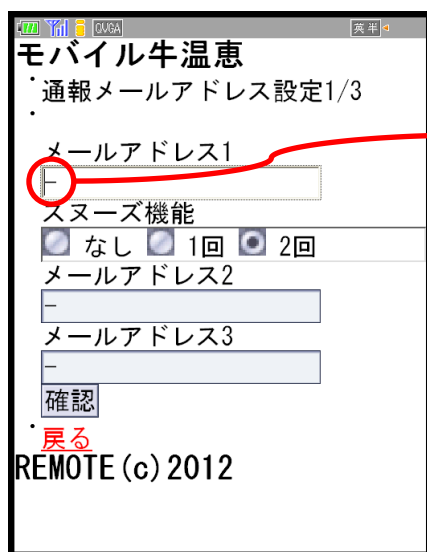 QVGA 英半
モバイル牛温恵
通報メールアドレス設定1/3
メールアドレス1
-
スヌーズ機能
なし 1回 2回
メールアドレス2
-
メールアドレス3
-
確認
戻る
REMOTE(c)2012